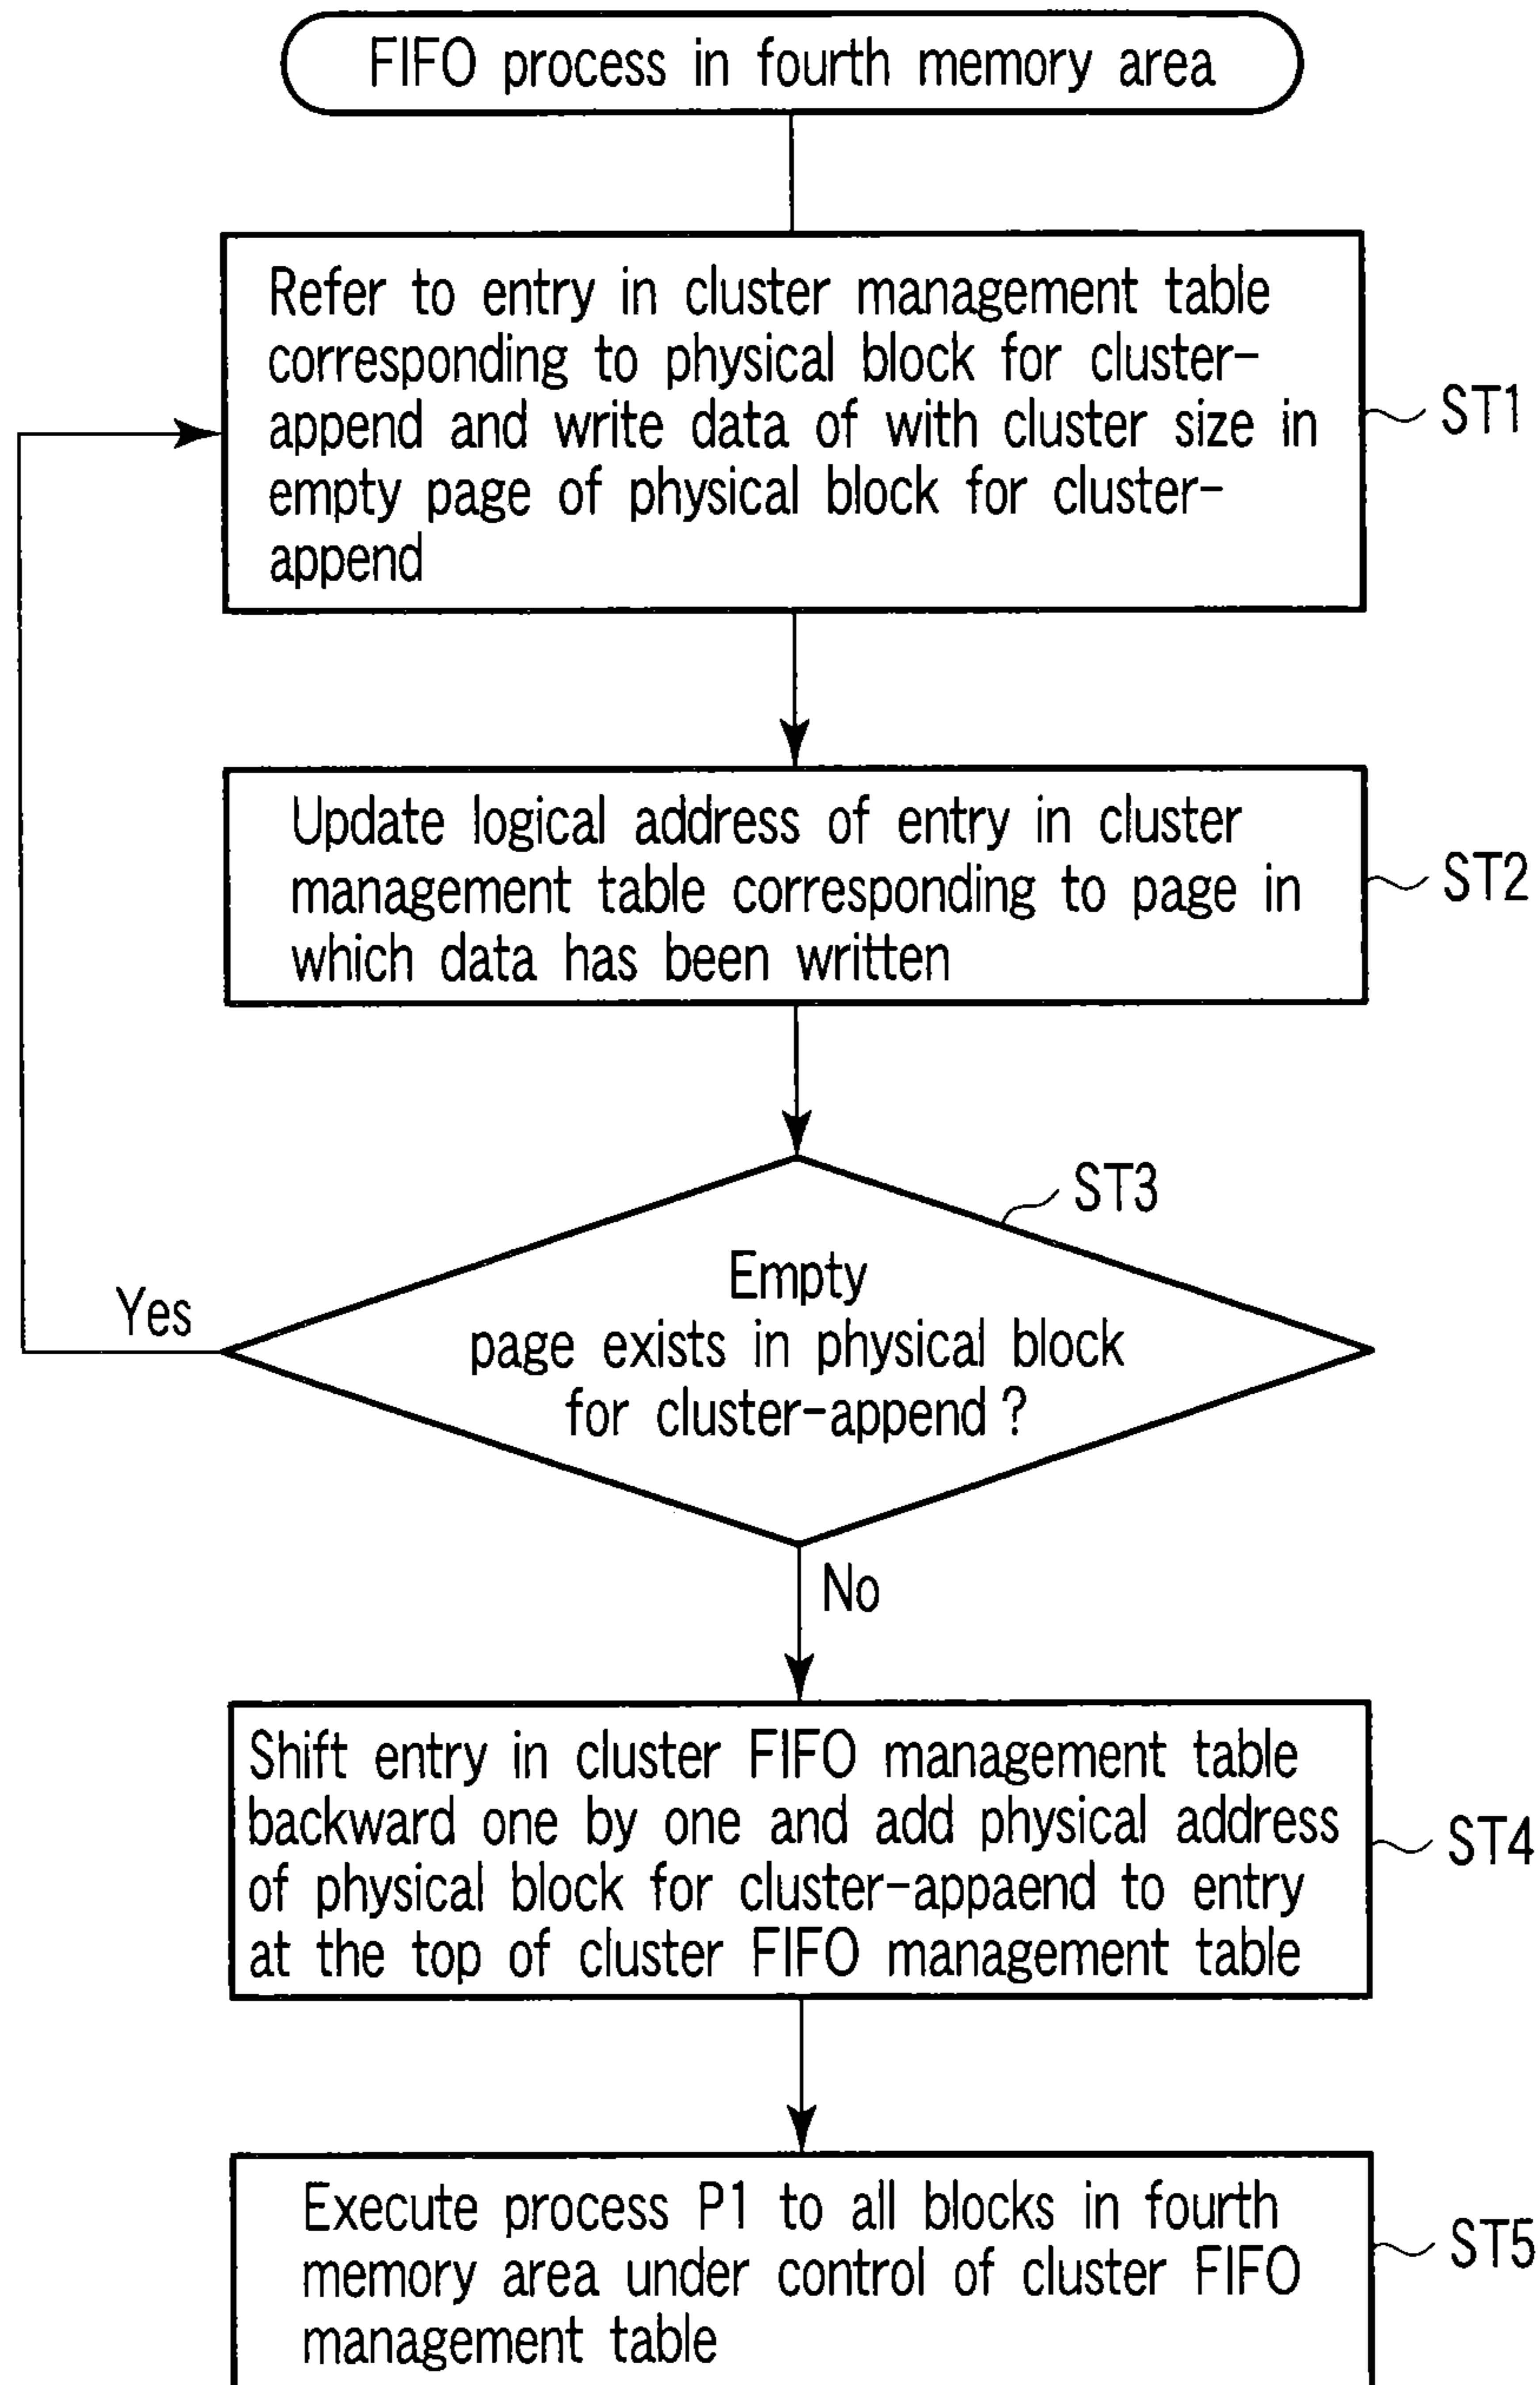 FIFO process in fourth memory area
Refer to entry in cluster management table
corresponding to physical block for cluster-
append and write data of with cluster size in
empty page of physical block for cluster-
append
ST1
Update logical address of entry in cluster
management table corresponding to page in
which data has been written
ST2
ST3
Empty
page exists in physical block
for cluster-append ?
Yes
No
Shift entry in cluster FIFO management table
backward one by one and add physical address
of physical block for cluster-appaend to entry
at the top of cluster FIFO management table
ST4
Execute process P1 to all blocks in fourth
memory area under control of cluster FIFO
management table
ST5